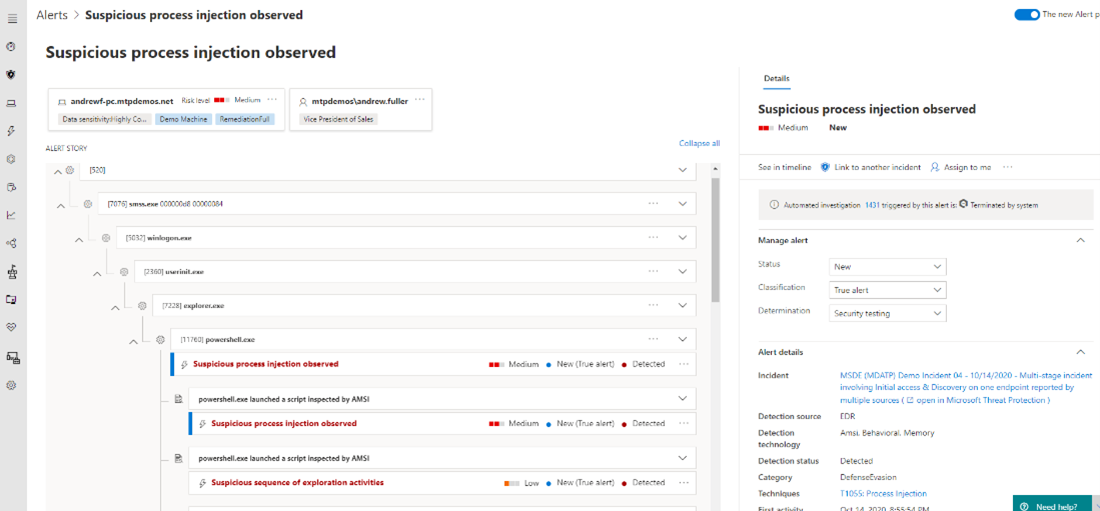 Alerts > Suspicious process injection observed
The new Alert p
Suspicious process injection observed
andrewf-pc.mtpdemos.net Risk level Medium ...
Data sensitivity:Highly Co... Demo Machine RemediationFull
mtpdemos\andrew.fuller ...
Vice President of Sales
ALERT STORY
Collapse all
[520]
[7076] smss.exe 000000d8 00000084 ...
[5032] winlogon.exe ...
[2360] userinit.exe ...
[7228] explorer.exe ...
[11760] powershell.exe ...
Suspicious process injection observed Medium New (True alert) Detected ...
powershell.exe launched a script inspected by AMSI
Suspicious process injection observed Medium New (True alert) Detected ...
powershell.exe launched a script inspected by AMSI
Suspicious sequence of exploration activities Low New (True alert) Detected ...
Details
Suspicious process injection observed
Medium New
See in timeline Link to another incident Assign to me ...
Automated investigation 1431 triggered by this alert is: Terminated by system
Manage alert
Status New
Classification True alert
Determination Security testing
Alert details
Incident MSDE (MDATP) Demo Incident 04 - 10/14/2020 - Multi-stage incident
involving Initial access & Discovery on one endpoint reported by
multiple sources ( open in Microsoft Threat Protection )
Detection source EDR
Detection Amsi, Behavioral, Memory
technology
Detection status Detected
Category DefenseEvasion
Techniques T1055: Process Injection
First activity Oct 14, 2020, 8:55:54 PM
Need help?